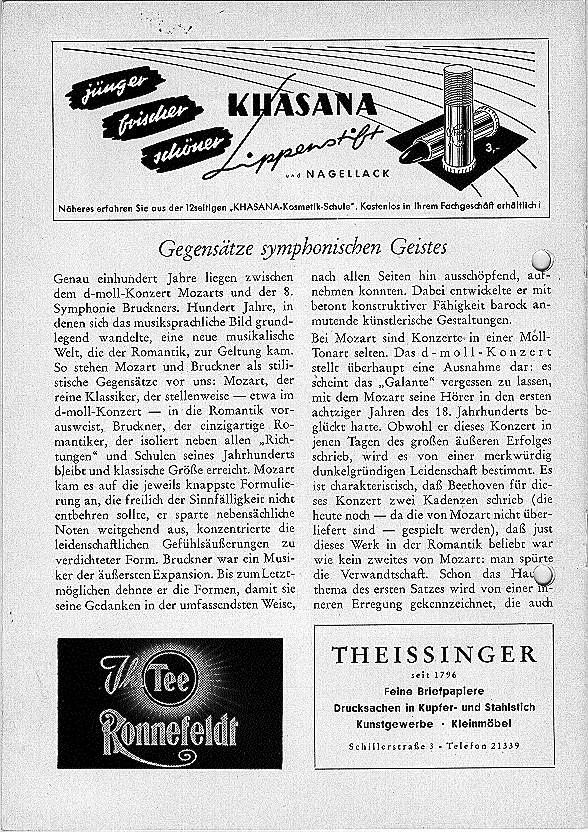 jünger
frischer
schöner
KHASANA
Lippenstift
und NAGELLACK
3,-
Näheres erfahren Sie aus der 12seitigen „KHASANA-Kosmetik-Schule". Kostenlos in Ihrem Fachgeschäft erhältlich!
Gegensätze symphonischen Geistes
Genau einhundert Jahre liegen zwischen
dem d-moll-Konzert Mozarts und der 8.
Symphonie Bruckners. Hundert Jahre, in
denen sich das musiksprachliche Bild grund-
legend wandelte, eine neue musikalische
Welt, die der Romantik, zur Geltung kam.
So stehen Mozart und Bruckner als stili-
stische Gegensätze vor uns: Mozart, der
reine Klassiker, der stellenweise — etwa im
d-moll-Konzert — in die Romantik vor-
ausweist, Bruckner, der einzigartige Ro-
mantiker, der isoliert neben allen „Rich-
tungen" und Schulen seines Jahrhunderts
bleibt und klassische Größe erreicht. Mozart
kam es auf die jeweils knappste Formulie-
rung an, die freilich der Sinnfälligkeit nicht
entbehren sollte, er sparte nebensächliche
Noten weitgehend aus, konzentrierte die
leidenschaftlichen Gefühlsäußerungen zu
verdichteter Form. Bruckner war ein Musi-
ker der äußersten Expansion. Bis zum Letzt-
möglichen dehnte er die Formen, damit sie
seine Gedanken in der umfassendsten Weise,
nach allen Seiten hin ausschöpfend, auf-
nehmen konnten. Dabei entwickelte er mit
betont konstruktiver Fähigkeit barock an-
mutende künstlerische Gestaltungen.
Bei Mozart sind Konzerte in einer Moll-
Tonart selten. Das d-moll-Konzert
stellt überhaupt eine Ausnahme dar: es
scheint das „Galante" vergessen zu lassen,
mit dem Mozart seine Hörer in den ersten
achtziger Jahren des 18. Jahrhunderts be-
glückt hatte. Obwohl er dieses Konzert in
jenen Tagen des großen äußeren Erfolges
schrieb, wird es von einer merkwürdig
dunkelgründigen Leidenschaft bestimmt. Es
ist charakteristisch, daß Beethoven für die-
ses Konzert zwei Kadenzen schrieb (die
heute noch — da die von Mozart nicht über-
liefert sind — gespielt werden), daß just
dieses Werk in der Romantik beliebt war
wie kein zweites von Mozart: man spürte
die Verwandtschaft. Schon das Haupt-
thema des ersten Satzes wird von einer in-
neren Erregung gekennzeichnet, die auch
Tee
Ronnefeldt
THEISSINGER
seit 1796
Feine Briefpapiere
Drucksachen in Kupfer- und Stahlstich
Kunstgewerbe · Kleinmöbel
Schillerstraße 3 - Telefon 21339